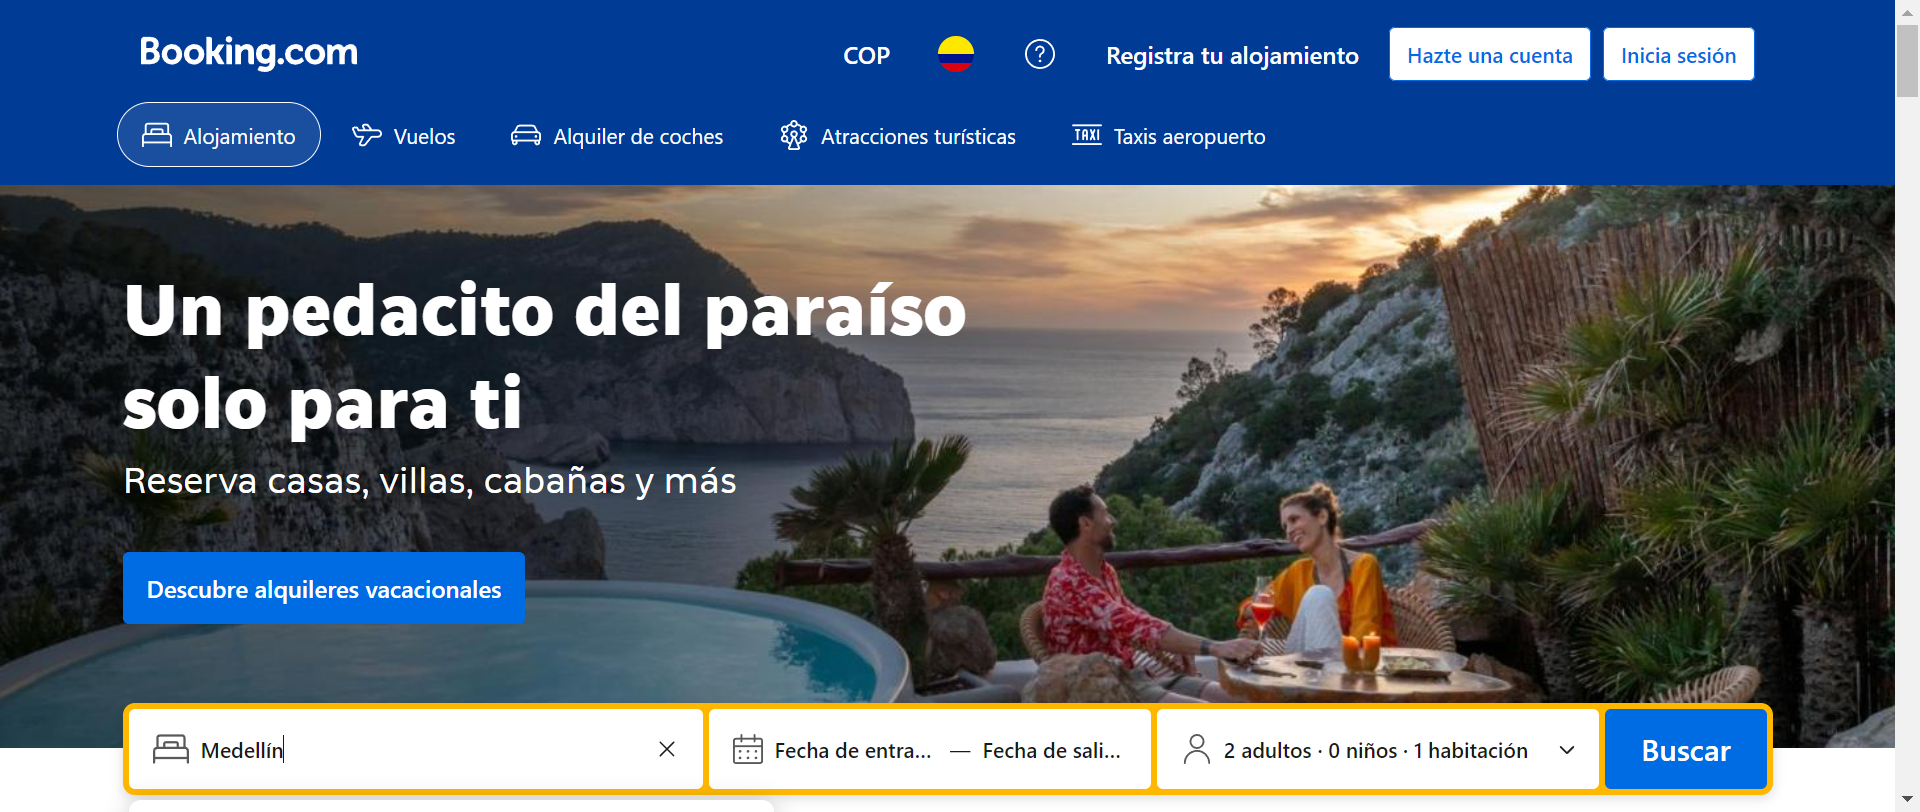 Booking.com
COP
Registra tu alojamiento
Hazte una cuenta
Inicia sesión
Alojamiento
Vuelos
Alquiler de coches
Atracciones turísticas
TAXI
Taxis aeropuerto
Un pedacito del paraíso
solo para ti
Reserva casas, villas, cabañas y más
Descubre alquileres vacacionales
Medellín
Fecha de entra... — Fecha de sali...
2 adultos · 0 niños · 1 habitación
Buscar